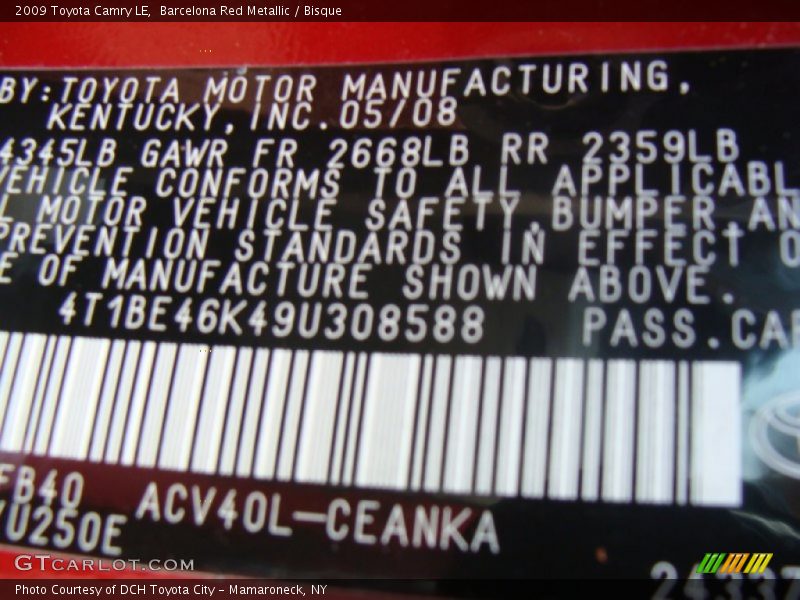 2009 Toyota Camry LE,  Barcelona Red Metallic / Bisque
BY:TOYOTA MOTOR MANUFACTURING,
KENTUCKY,INC.05/08
4345LB GAWR FR 2668LB RR 2359LB
VEHICLE CONFORMS TO ALL APPLICABL
L MOTOR VEHICLE SAFETY,BUMPER AN
PREVENTION STANDARDS IN EFFECT O
E OF MANUFACTURE SHOWN ABOVE.
4T1BE46K49U308588 PASS.CAR
FB40 ACV40L-CEANKA
/U250E
24337
GTCARLOT.COM
Photo Courtesy of DCH Toyota City - Mamaroneck, NY